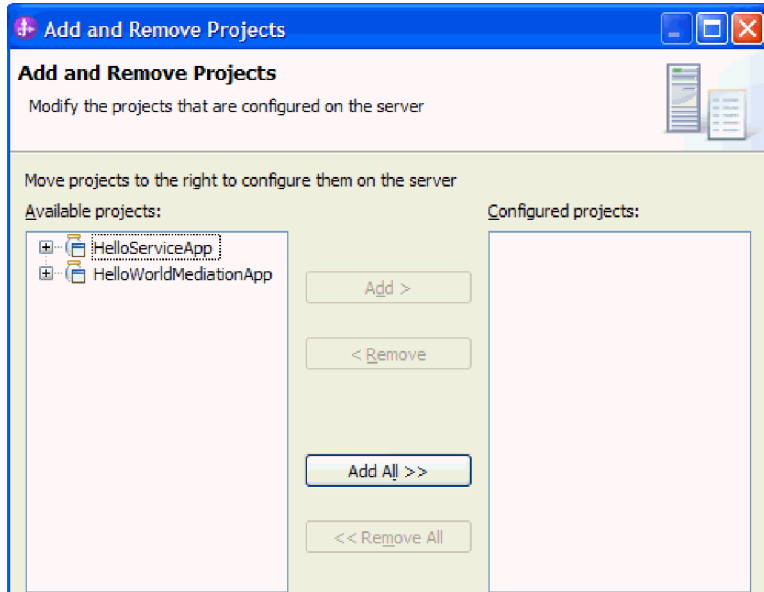 Add and Remove Projects
Add and Remove Projects
Modify the projects that are configured on the server
Move projects to the right to configure them on the server
Available projects:
Configured projects:
HelloServiceApp
HelloWorldMediationApp
Add >
< Remove
Add All >>
<< Remove All